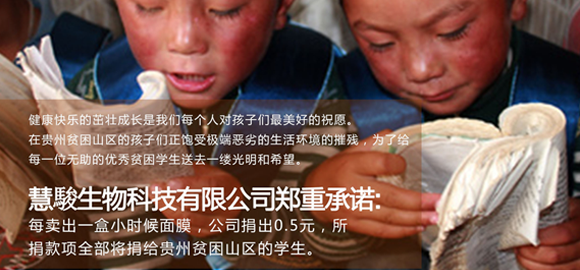 健康快乐的茁壮成长是我们每个人对孩子们最美好的祝愿。
在贵州贫困山区的孩子们正饱受极端恶劣的生活环境的摧残，为了给
每一位无助的优秀贫困学生送去一缕光明和希望。
慧駿生物科技有限公司郑重承诺:
每卖出一盒小时候面膜，公司捐出0.5元，所
捐款项全部将捐给贵州贫困山区的学生。